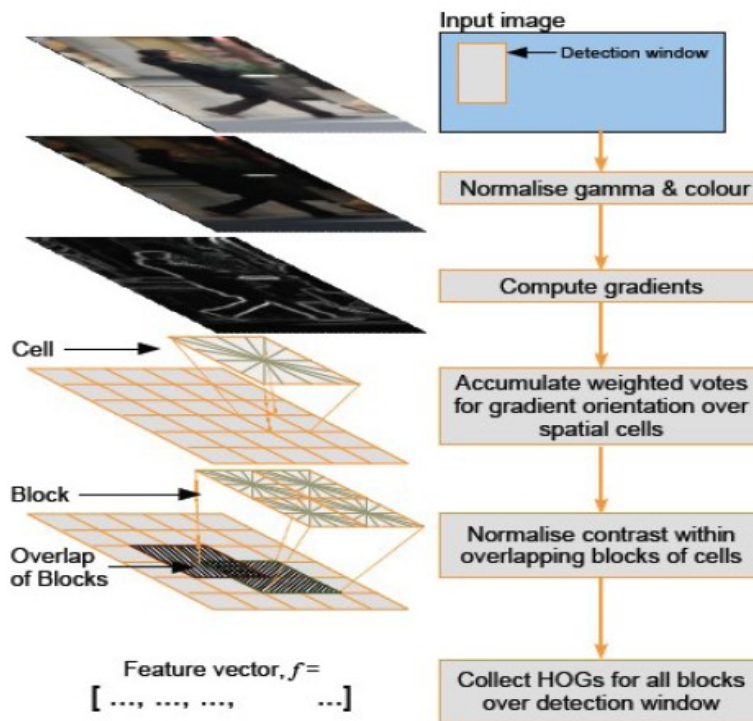 Input image
Detection window
Normalise gamma & colour
Compute gradients
Cell
Accumulate weighted votes
for gradient orientation over
spatial cells
Block
Overlap
of Blocks
Normalise contrast within
overlapping blocks of cells
Feature vector, f =
[ ..., ..., ..., ...]
Collect HOGs for all blocks
over detection window